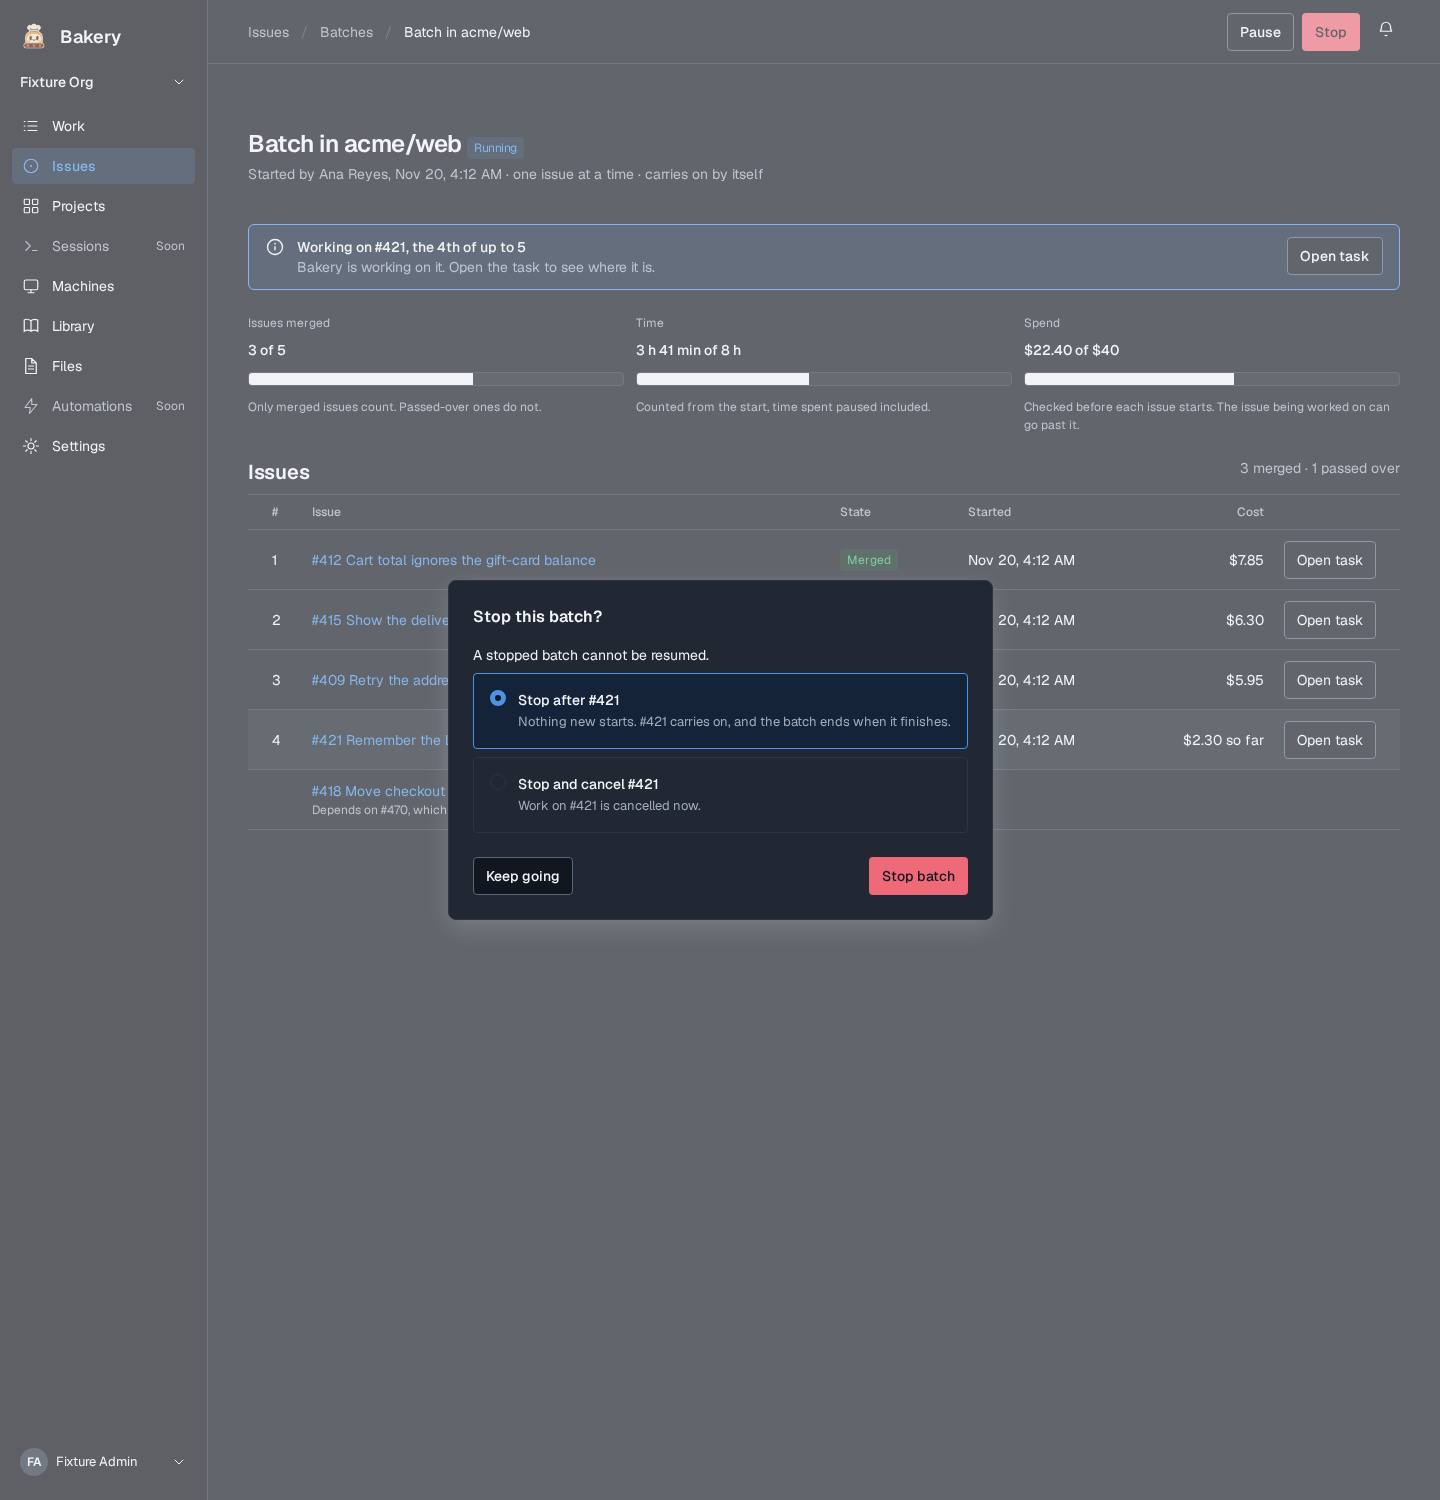 Bakery
Fixture Org
Work
Issues
Projects
Sessions Soon
Machines
Library
Files
Automations Soon
Settings
FA Fixture Admin
Issues / Batches / Batch in acme/web
Pause
Stop
Batch in acme/web Running
Started by Ana Reyes, Nov 20, 4:12 AM · one issue at a time · carries on by itself
Working on #421, the 4th of up to 5
Bakery is working on it. Open the task to see where it is.
Open task
Issues merged
3 of 5
Only merged issues count. Passed-over ones do not.
Time
3 h 41 min of 8 h
Counted from the start, time spent paused included.
Spend
$22.40 of $40
Checked before each issue starts. The issue being worked on can
go past it.
Issues
3 merged · 1 passed over
# Issue State Started Cost
1 #412 Cart total ignores the gift-card balance Merged Nov 20, 4:12 AM $7.85 Open task
2 #415 Show the 20, 4:12 AM $6.30 Open task
3 #409 Retry the 20, 4:12 AM $5.95 Open task
4 #421 Remember the 20, 4:12 AM $2.30 so far Open task
#418 Move checkout
Depends on #470, which
Stop this batch?
A stopped batch cannot be resumed.
Stop after #421
Nothing new starts. #421 carries on, and the batch ends when it finishes.
Stop and cancel #421
Work on #421 is cancelled now.
Keep going
Stop batch